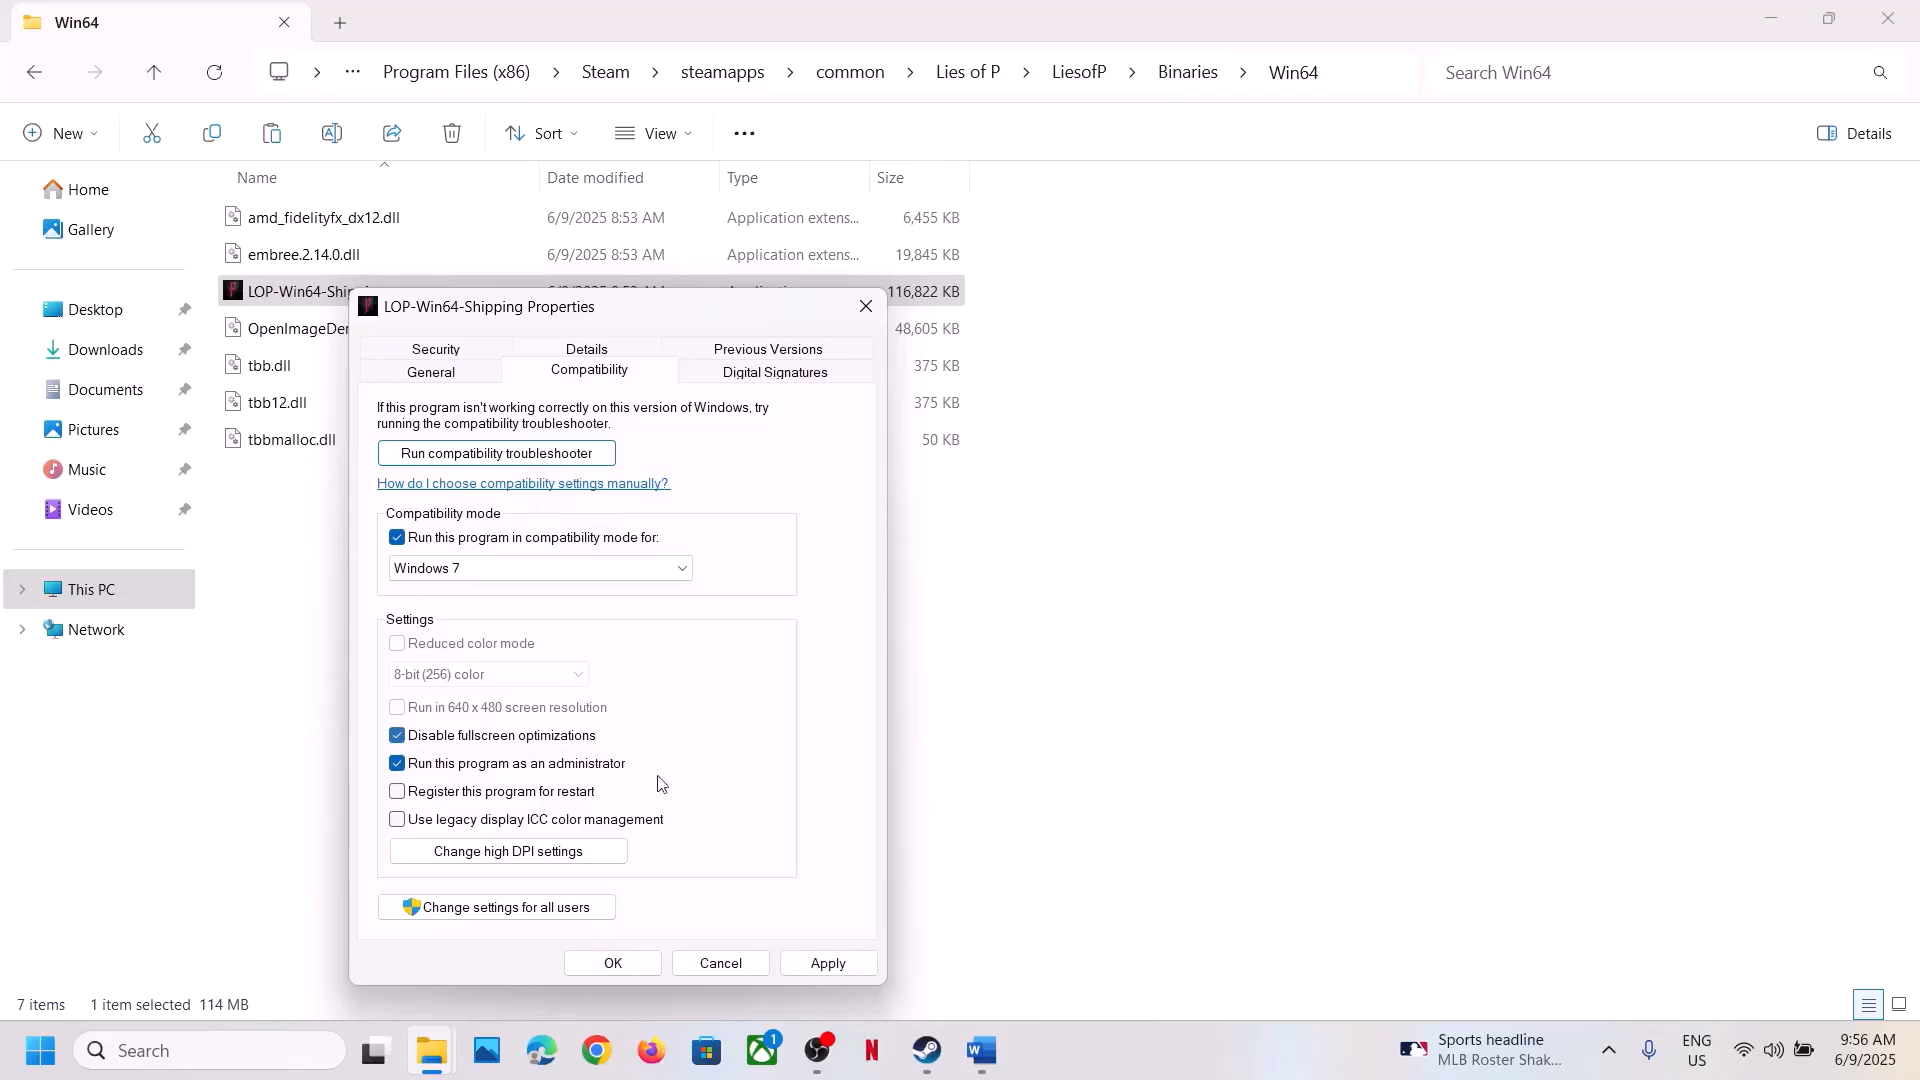 Win64
Program Files (x86) Steam steamapps common Lies of P LiesofP Binaries Win64
Search Win64
New Sort View Details
Name Date modified Type Size
Home
Gallery
Desktop
Downloads
Documents
Pictures
Music
Videos
This PC
Network
amd_fidelityfx_dx12.dll 6/9/2025 8:53 AM Application extens... 6,455 KB
embree.2.14.0.dll 6/9/2025 8:53 AM Application extens... 19,845 KB
LOP-Win64-Ship 116,822 KB
OpenImageDe 48,605 KB
tbb.dll 375 KB
tbb12.dll 375 KB
tbbmalloc.dll 50 KB
LOP-Win64-Shipping Properties
Security Details Previous Versions
General Compatibility Digital Signatures
If this program isn't working correctly on this version of Windows, try
running the compatibility troubleshooter.
Run compatibility troubleshooter
How do I choose compatibility settings manually?
Compatibility mode
Run this program in compatibility mode for:
Windows 7
Settings
Reduced color mode
8-bit (256) color
Run in 640 x 480 screen resolution
Disable fullscreen optimizations
Run this program as an administrator
Register this program for restart
Use legacy display ICC color management
Change high DPI settings
Change settings for all users
OK Cancel Apply
7 items 1 item selected 114 MB
Search
1
Sports headline
MLB Roster Shak...
ENG
US
9:56 AM
6/9/2025